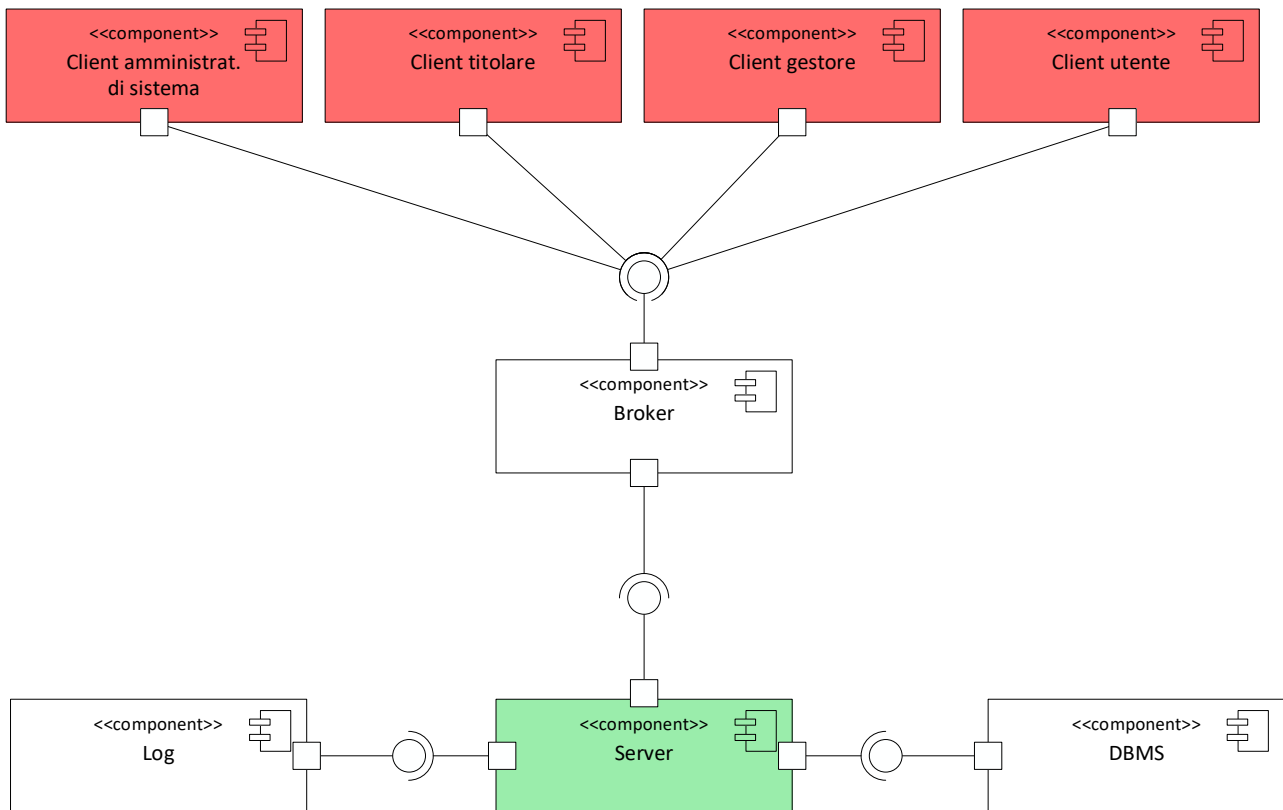 <<component>>
Client amministrat.
di sistema
<<component>>
Client titolare
<<component>>
Client gestore
<<component>>
Client utente
<<component>>
Broker
<<component>>
Log
<<component>>
Server
<<component>>
DBMS